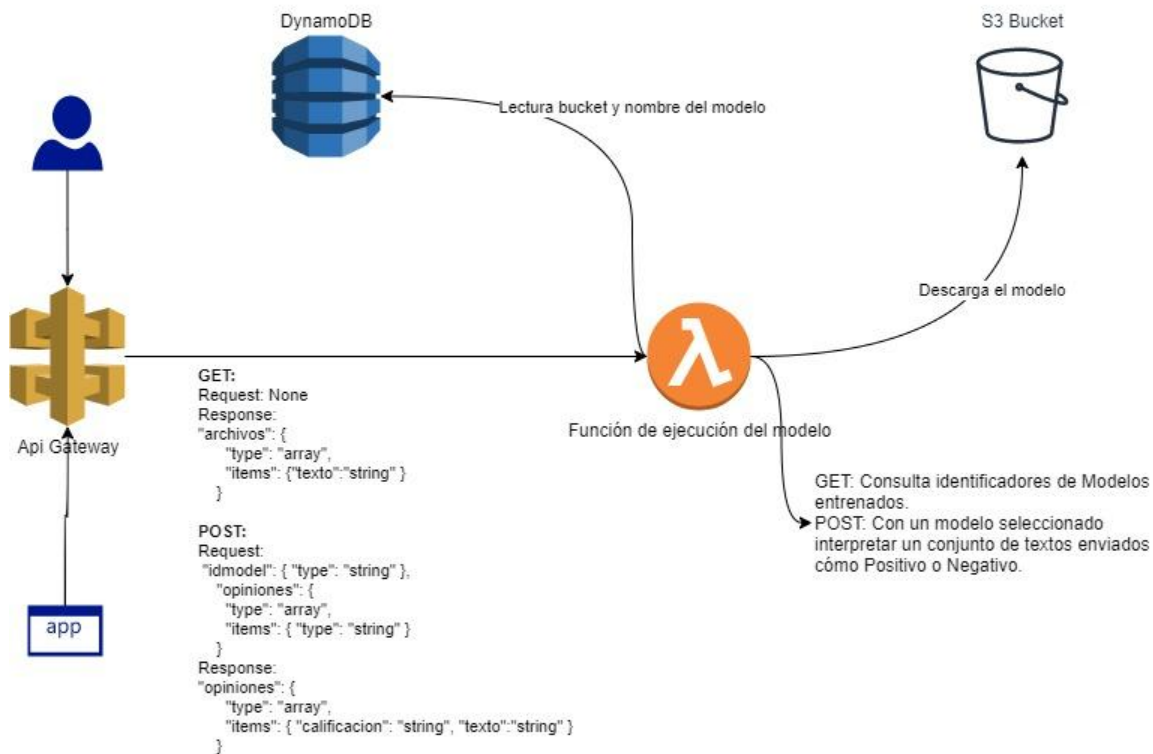 DynamoDB
S3 Bucket
Lectura bucket y nombre del modelo
Descarga el modelo
Api Gateway
GET:
Request: None
Response:
"archivos": {
"type": "array",
"items": {"texto":"string" }
}
Función de ejecución del modelo
GET: Consulta identificadores de Modelos
entrenados.
POST: Con un modelo seleccionado
interpretar un conjunto de textos enviados
cómo Positivo o Negativo.
POST:
Request:
"idmodel": { "type": "string" },
"opiniones": {
"type": "array",
"items": { "type": "string" }
}
Response:
"opiniones": {
"type": "array",
"items": { "calificacion": "string", "texto":"string" }
}
app